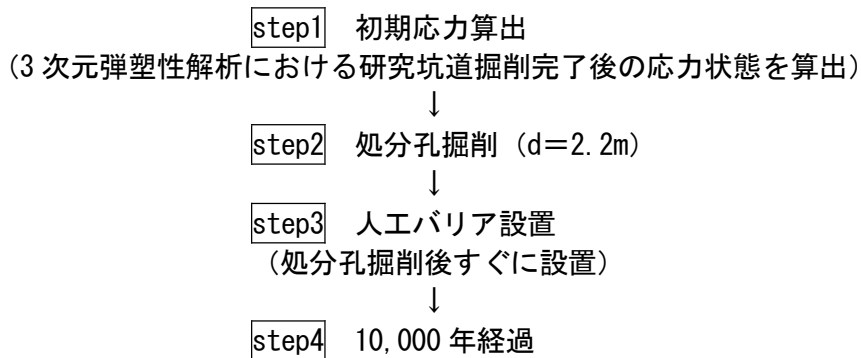 step1 初期応力算出
(3次元弾塑性解析における研究坑道掘削完了後の応力状態を算出)
↓
step2 処分孔掘削 (d=2.2m)
↓
step3 人工バリア設置
(処分孔掘削後すぐに設置)
↓
step4 10,000年経過